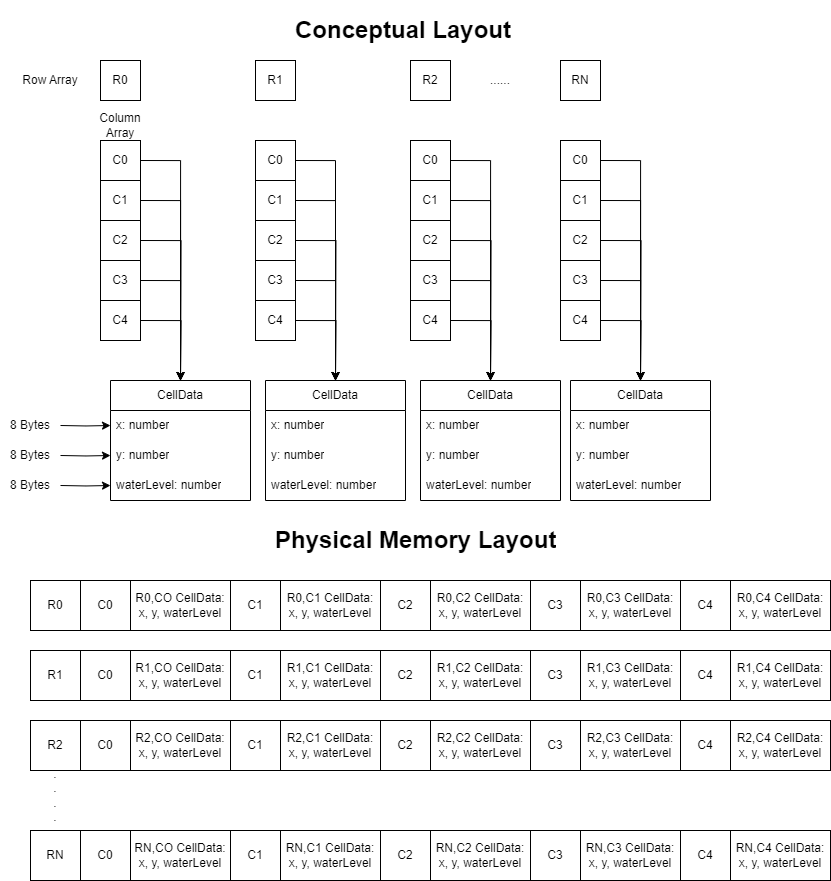 Conceptual Layout
Row Array R0 R1 R2 ...... RN
Column
Array
C0 C0 C0 C0
C1 C1 C1 C1
C2 C2 C2 C2
C3 C3 C3 C3
C4 C4 C4 C4
CellData CellData CellData CellData
8 Bytes x: number x: number x: number x: number
8 Bytes y: number y: number y: number y: number
8 Bytes waterLevel: number waterLevel: number waterLevel: number waterLevel: number
Physical Memory Layout
R0 C0 R0,CO CellData: C1 R0,C1 CellData: C2 R0,C2 CellData: C3 R0,C3 CellData: C4 R0,C4 CellData:
x, y, waterLevel x, y, waterLevel x, y, waterLevel x, y, waterLevel x, y, waterLevel
R1 C0 R1,CO CellData: C1 R1,C1 CellData: C2 R1,C2 CellData: C3 R1,C3 CellData: C4 R1,C4 CellData:
x, y, waterLevel x, y, waterLevel x, y, waterLevel x, y, waterLevel x, y, waterLevel
R2 C0 R2,CO CellData: C1 R2,C1 CellData: C2 R2,C2 CellData: C3 R2,C3 CellData: C4 R2,C4 CellData:
x, y, waterLevel x, y, waterLevel x, y, waterLevel x, y, waterLevel x, y, waterLevel
.
.
.
.
RN C0 RN,CO CellData: C1 RN,C1 CellData: C2 RN,C2 CellData: C3 RN,C3 CellData: C4 RN,C4 CellData:
x, y, waterLevel x, y, waterLevel x, y, waterLevel x, y, waterLevel x, y, waterLevel